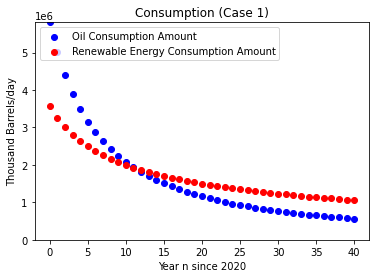 Consumption (Case 1)
1e6
Oil Consumption Amount
Renewable Energy Consumption Amount
Thousand Barrels/day
5
4
3
2
1
0
0 5 10 15 20 25 30 35 40
Year n since 2020